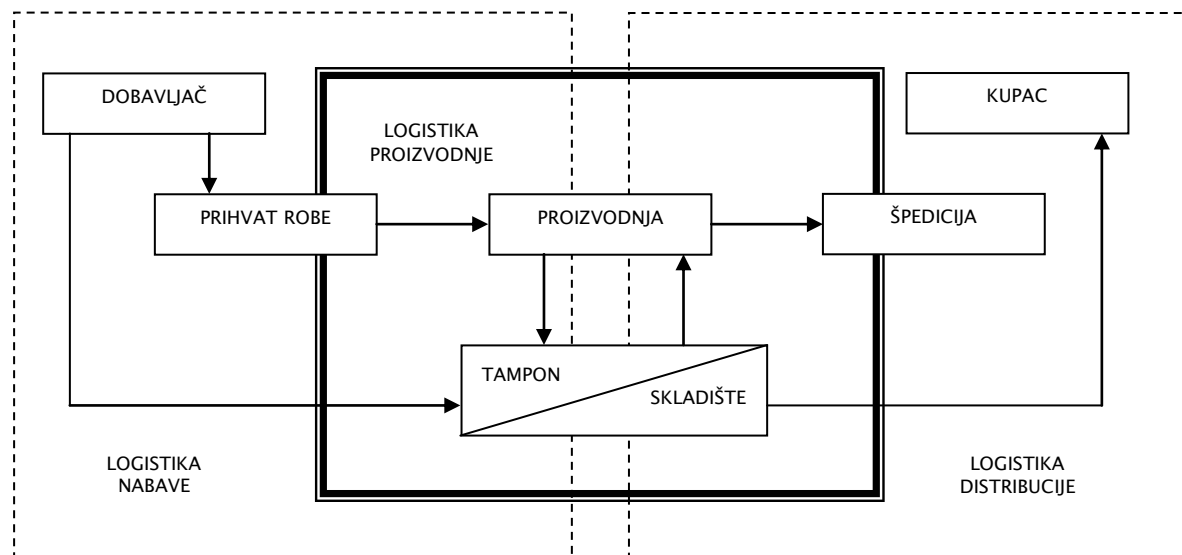 DOBAVLJAČ
KUPAC
LOGISTIKA
PROIZVODNJE
PRIHVAT ROBE
PROIZVODNJA
ŠPEDICIJA
TAMPON
SKLADIŠTE
LOGISTIKA
NABAVE
LOGISTIKA
DISTRIBUCIJE